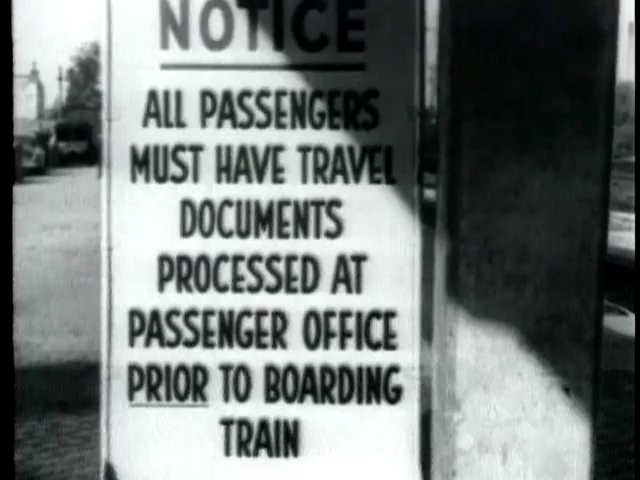 NOTICE
ALL PASSENGERS
MUST HAVE TRAVEL
DOCUMENTS
PROCESSED AT
PASSENGER OFFICE
PRIOR TO BOARDING
TRAIN